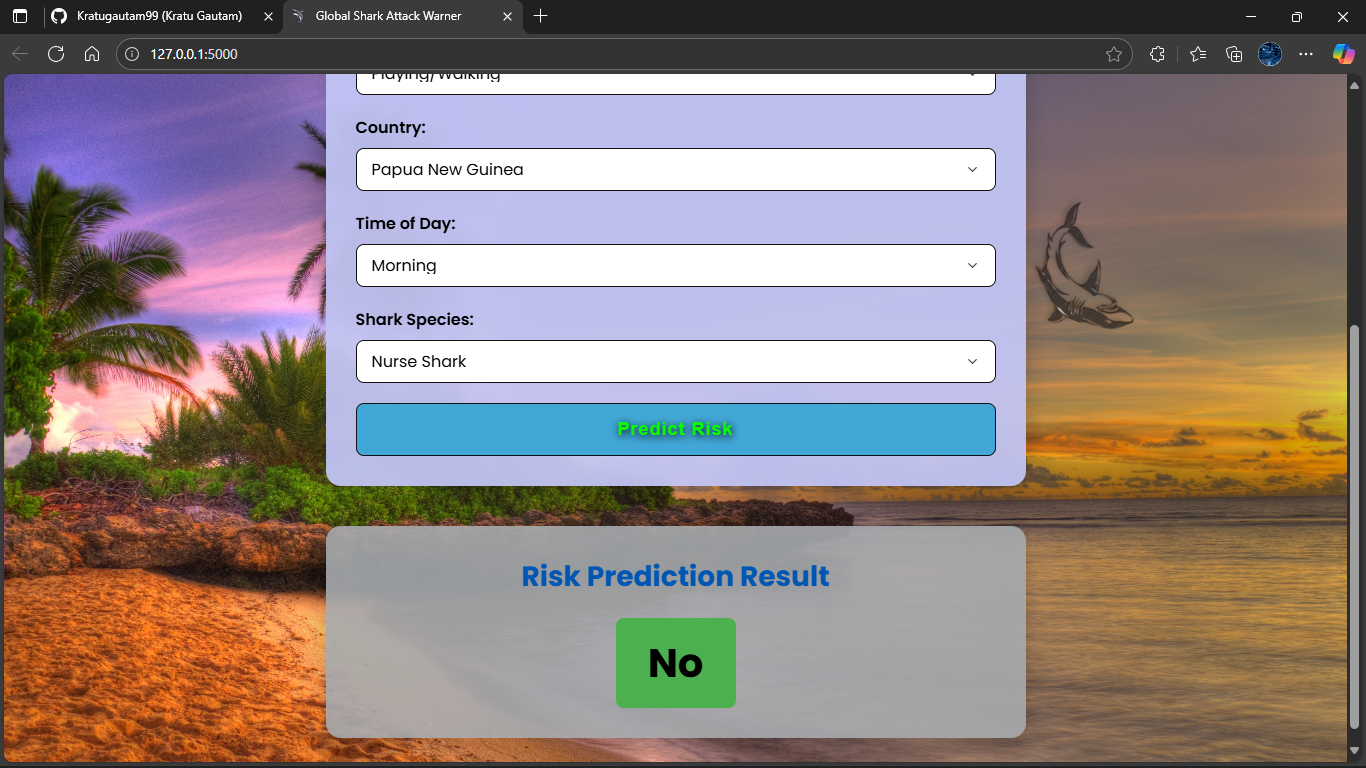 Kratugautam99 (Kratu Gautam)
Global Shark Attack Warner
127.0.0.1:5000
Playing/Walking
Country:
Papua New Guinea
Time of Day:
Morning
Shark Species:
Nurse Shark
Predict Risk
Risk Prediction Result
No